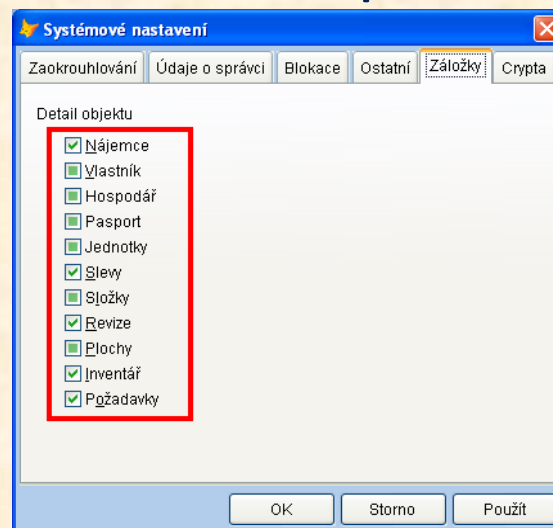 Systémové nastavení
Zaokrouhlování Údaje o správci Blokace Ostatní Záložky Crypta
Detail objektu
Nájemce
Vlastník
Hospodář
Pasport
Jednotky
Slevy
Složky
Revize
Plochy
Inventář
Požadavky
OK Storno Použít